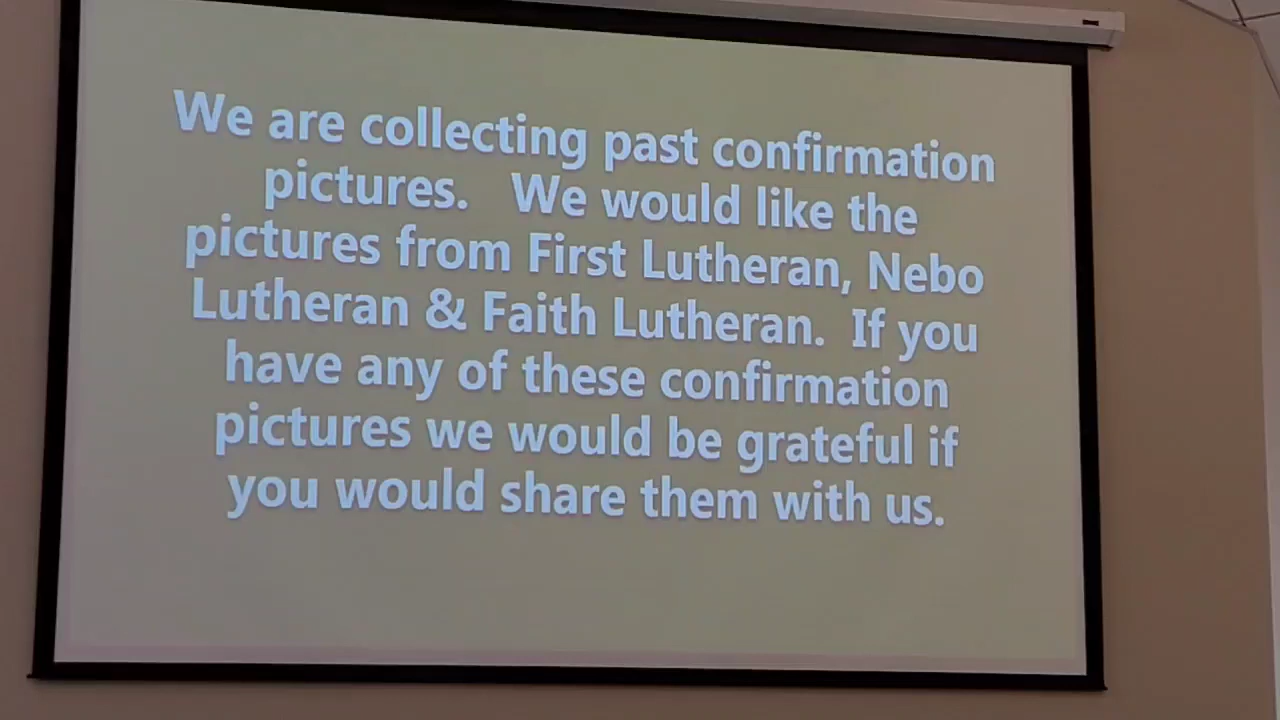 We are collecting past confirmation
pictures.   We would like the
pictures from First Lutheran, Nebo
Lutheran & Faith Lutheran.  If you
have any of these confirmation
pictures we would be grateful if
you would share them with us.